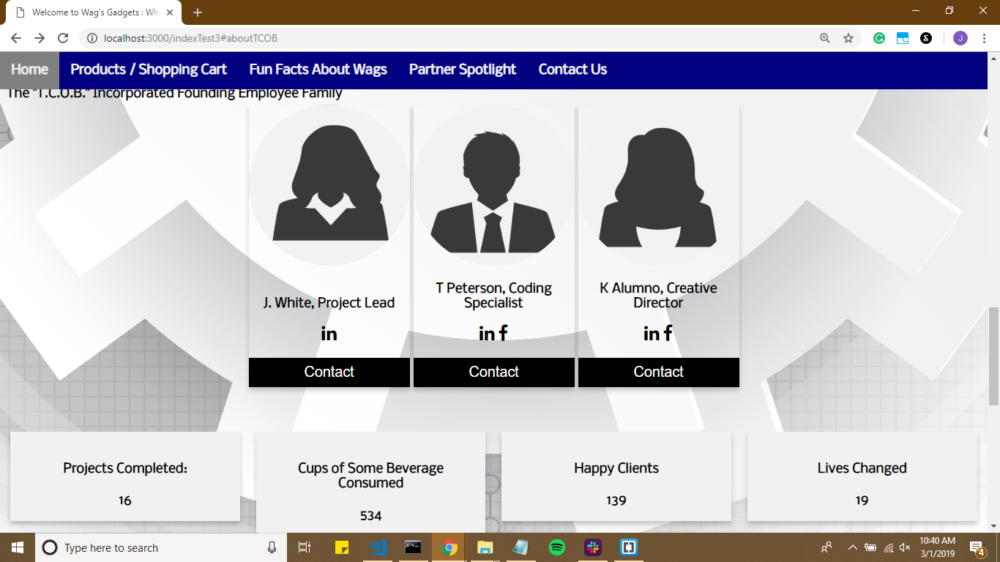 Welcome to Wag's Gadgets : Wh
localhost:3000/indexTest3#aboutTCOB
J
Home Products / Shopping Cart Fun Facts About Wags Partner Spotlight Contact Us
The "T.C.O.B." Incorporated Founding Employee Family
J. White, Project Lead
in
Contact
T Peterson, Coding
Specialist
in f
Contact
K Alumno, Creative
Director
in f
Contact
Projects Completed:
16
Cups of Some Beverage
Consumed
534
Happy Clients
139
Lives Changed
19
Type here to search
10:40 AM
3/1/2019
4